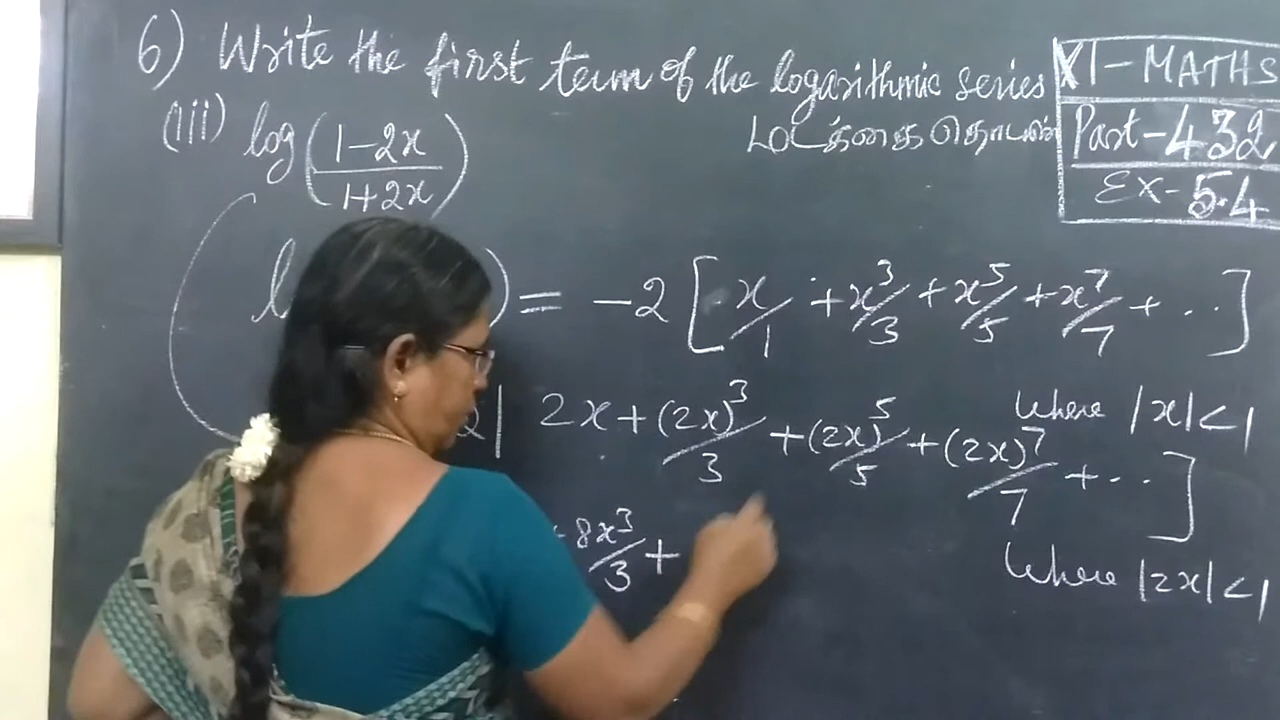 6) Write the first term of the logarithmic series
XI-MATHS
Part-432
Ex-5.4
(iii) log((1-2x)/(1+2x))
l ) = -2 [x/1 + x³/3 + x⁵/5 + x⁷/7 + ...]
where |x|<1
2x + (2x)³/3 + (2x)⁵/5 + (2x)⁷/7 + ...]
8x³/3 +
where |2x|<1